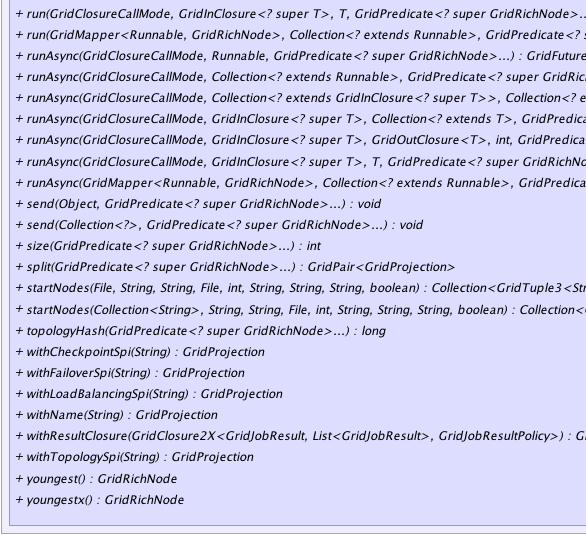 + run(GridClosureCallMode, GridInClosure<? super T>, T, GridPredicate<? super GridRichNode>...
+ run(GridMapper<Runnable, GridRichNode>, Collection<? extends Runnable>, GridPredicate<?
+ runAsync(GridClosureCallMode, Runnable, GridPredicate<? super GridRichNode>...) : GridFuture
+ runAsync(GridClosureCallMode, Collection<? extends Runnable>, GridPredicate<? super GridRic
+ runAsync(GridClosureCallMode, Collection<? extends GridInClosure<? super T>>, Collection<? e
+ runAsync(GridClosureCallMode, GridInClosure<? super T>, Collection<? extends T>, GridPredica
+ runAsync(GridClosureCallMode, GridInClosure<? super T>, GridOutClosure<T>, int, GridPredica
+ runAsync(GridClosureCallMode, GridInClosure<? super T>, T, GridPredicate<? super GridRichNo
+ runAsync(GridMapper<Runnable, GridRichNode>, Collection<? extends Runnable>, GridPredica
+ send(Object, GridPredicate<? super GridRichNode>...) : void
+ send(Collection<?>, GridPredicate<? super GridRichNode>...) : void
+ size(GridPredicate<? super GridRichNode>...) : int
+ split(GridPredicate<? super GridRichNode>...) : GridPair<GridProjection>
+ startNodes(File, String, String, File, int, String, String, String, boolean) : Collection<GridTuple3<Str
+ startNodes(Collection<String>, String, String, File, int, String, String, String, boolean) : Collection<
+ topologyHash(GridPredicate<? super GridRichNode>...) : long
+ withCheckpointSpi(String) : GridProjection
+ withFailoverSpi(String) : GridProjection
+ withLoadBalancingSpi(String) : GridProjection
+ withName(String) : GridProjection
+ withResultClosure(GridClosure2X<GridJobResult, List<GridJobResult>, GridJobResultPolicy>) : G
+ withTopologySpi(String) : GridProjection
+ youngest() : GridRichNode
+ youngestx() : GridRichNode